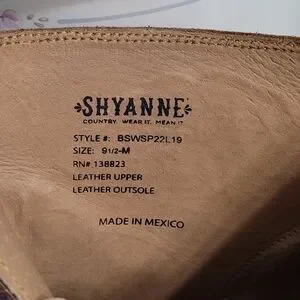 SHYANNE
COUNTRY. WEAR IT. MEAN IT
STYLE #: BSWSP22L19
SIZE: 9 1/2-M
RN# 138823
LEATHER UPPER
LEATHER OUTSOLE
MADE IN MEXICO